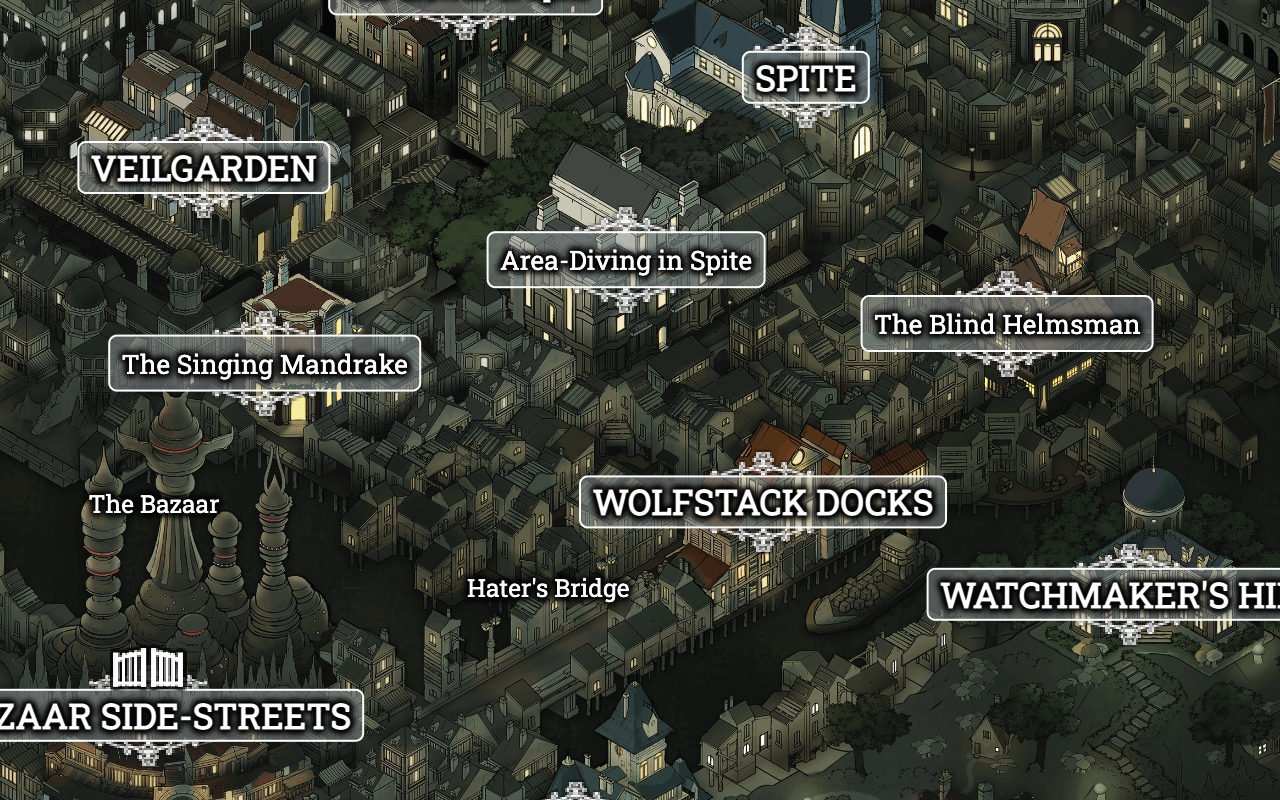 SPITE
VEILGARDEN
Area-Diving in Spite
The Blind Helmsman
The Singing Mandrake
The Bazaar
WOLFSTACK DOCKS
Hater's Bridge
WATCHMAKER'S HI
ZAAR SIDE-STREETS